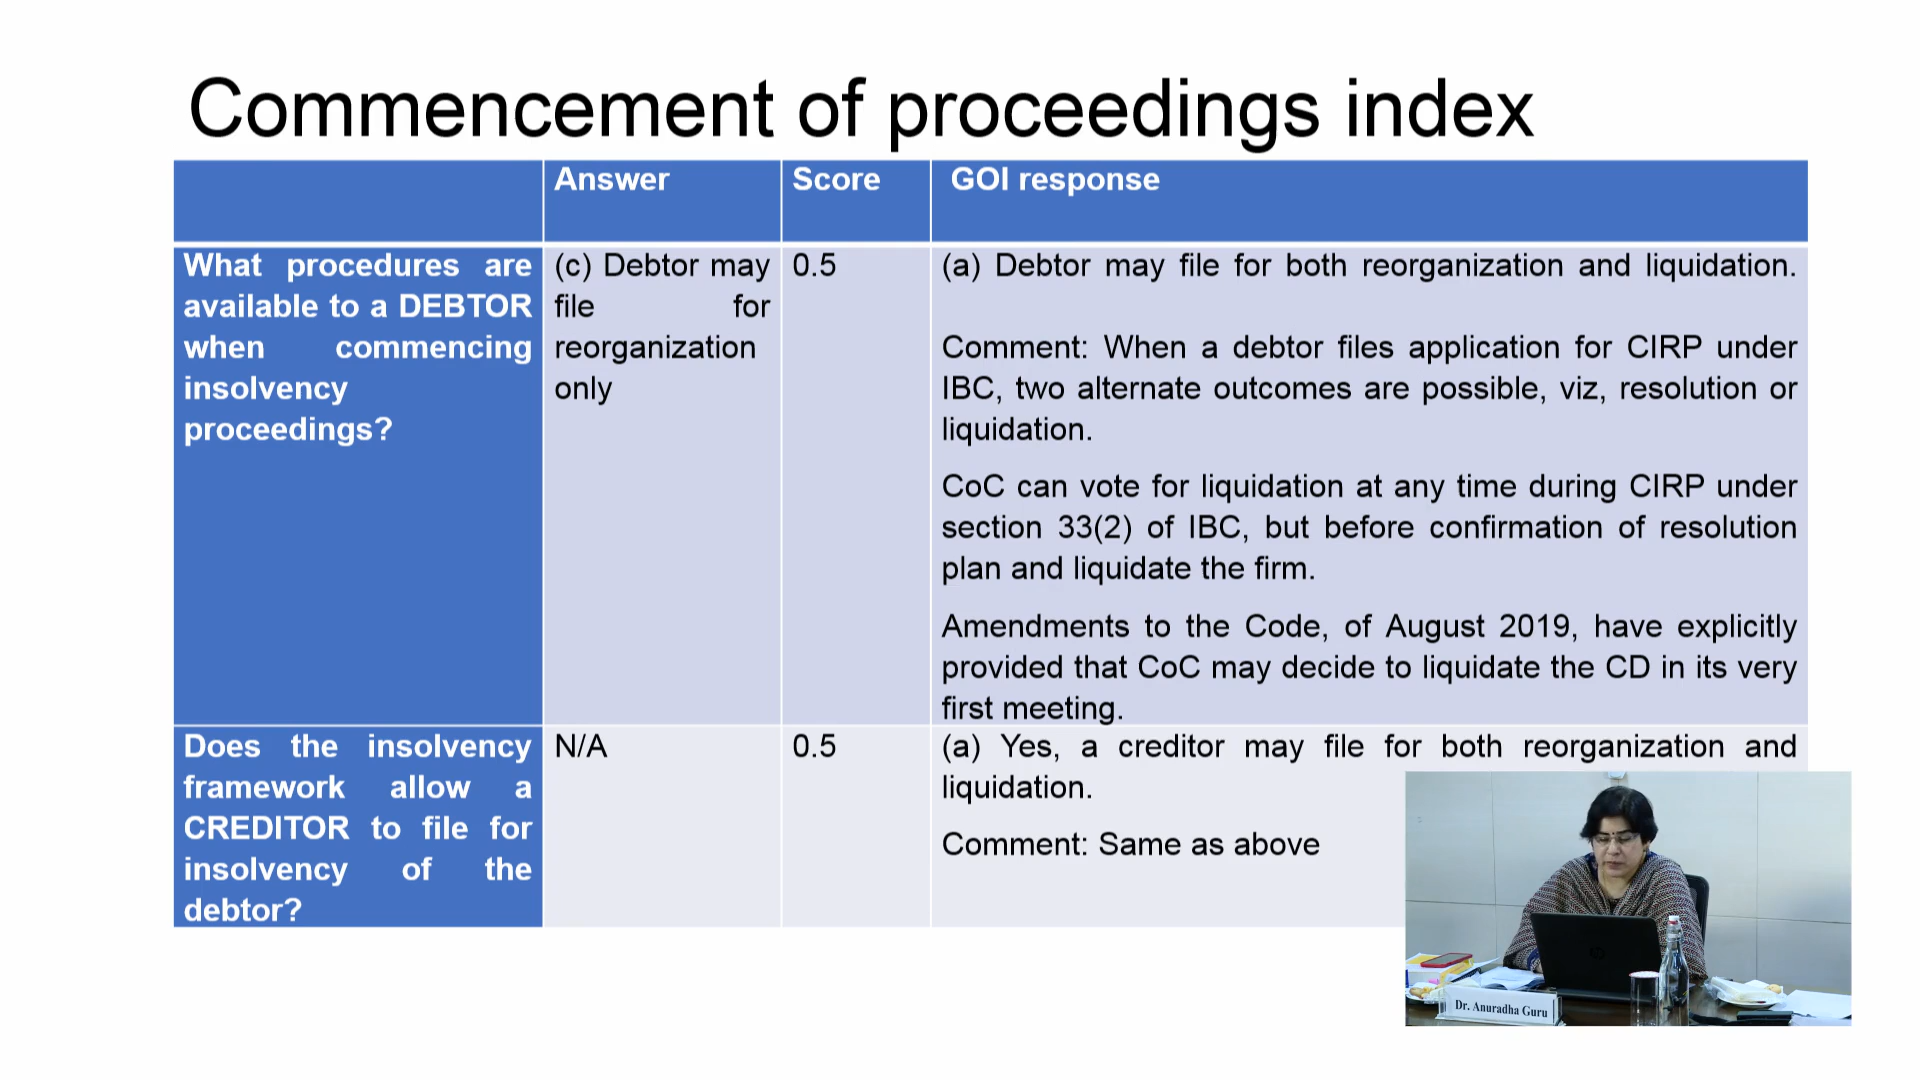 Commencement of proceedings index
Answer
Score
GOI response
What procedures are
available to a DEBTOR
when commencing
insolvency
proceedings?
(c) Debtor may
file for
reorganization
only
0.5
(a) Debtor may file for both reorganization and liquidation.
Comment: When a debtor files application for CIRP under
IBC, two alternate outcomes are possible, viz, resolution or
liquidation.
CoC can vote for liquidation at any time during CIRP under
section 33(2) of IBC, but before confirmation of resolution
plan and liquidate the firm.
Amendments to the Code, of August 2019, have explicitly
provided that CoC may decide to liquidate the CD in its very
first meeting.
Does the insolvency
framework allow a
CREDITOR to file for
insolvency of the
debtor?
N/A
0.5
(a) Yes, a creditor may file for both reorganization and
liquidation.
Comment: Same as above
Dr. Anuradha Guru